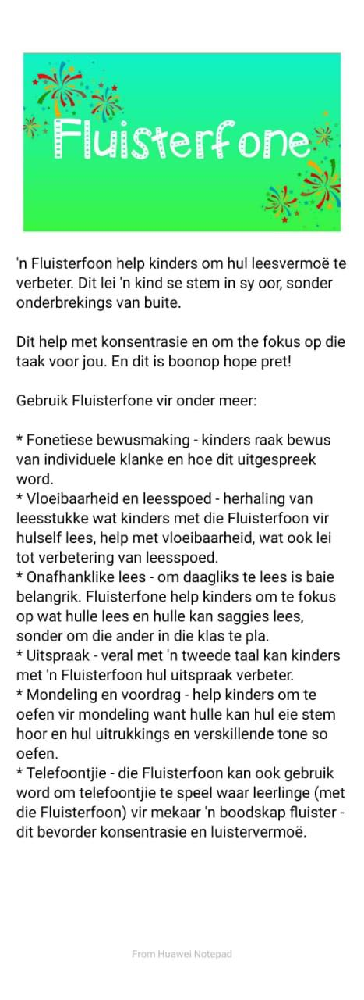 Fluisterfone
'n Fluisterfoon help kinders om hul leesvermoë te
verbeter. Dit lei 'n kind se stem in sy oor, sonder
onderbrekings van buite.
Dit help met konsentrasie en om the fokus op die
taak voor jou. En dit is boonop hope pret!
Gebruik Fluisterfone vir onder meer:
* Fonetiese bewusmaking - kinders raak bewus
van individuele klanke en hoe dit uitgespreek
word.
* Vloeibaarheid en leesspoed - herhaling van
leesstukke wat kinders met die Fluisterfoon vir
hulself lees, help met vloeibaarheid, wat ook lei
tot verbetering van leesspoed.
* Onafhanklike lees - om daagliks te lees is baie
belangrik. Fluisterfone help kinders om te fokus
op wat hulle lees en hulle kan saggies lees,
sonder om die ander in die klas te pla.
* Uitspraak - veral met 'n tweede taal kan kinders
met 'n Fluisterfoon hul uitspraak verbeter.
* Mondeling en voordrag - help kinders om te
oefen vir mondeling want hulle kan hul eie stem
hoor en hul uitrukkings en verskillende tone so
oefen.
* Telefoontjie - die Fluisterfoon kan ook gebruik
word om telefoontjie te speel waar leerlinge (met
die Fluisterfoon) vir mekaar 'n boodskap fluister -
dit bevorder konsentrasie en luistervermoë.
From Huawei Notepad